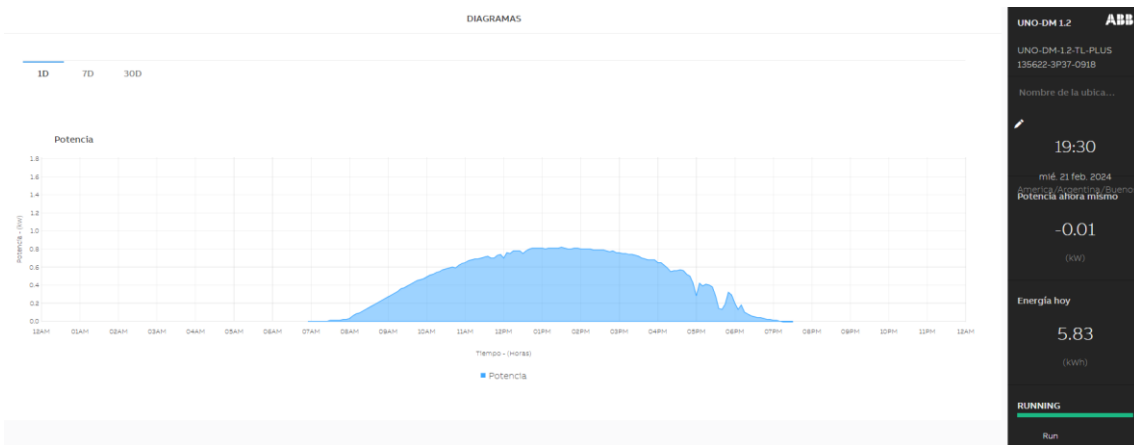 DIAGRAMAS
1D 7D 30D
Potencia
1.8
1.6
1.4
1.2
1.0
0.8
0.6
0.4
0.2
0.0
Potencia - (kW)
12AM 01AM 02AM 03AM 04AM 05AM 06AM 07AM 08AM 09AM 10AM 11AM 12PM 01PM 02PM 03PM 04PM 05PM 06PM 07PM 08PM 09PM 10PM 11PM 12AM
Tiempo - (Horas)
Potencia
UNO-DM 1.2 ABB
UNO-DM-1.2-TL-PLUS
135622-3P37-0918
Nombre de la ubica...
19:30
mié. 21 feb. 2024
America/Argentina/Bueno
Potencia ahora mismo
-0.01
(kW)
Energía hoy
5.83
(kWh)
RUNNING
Run